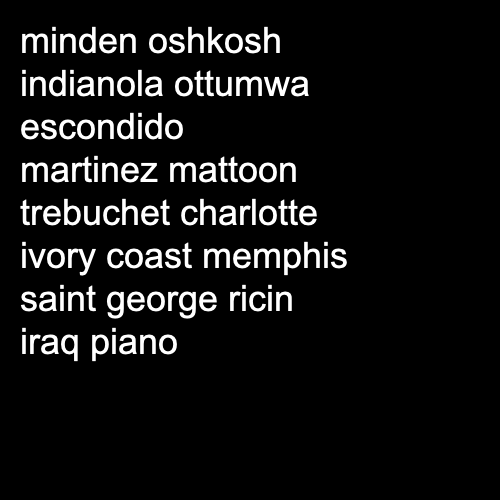 minden oshkosh
indianola ottumwa
escondido
martinez mattoon
trebuchet charlotte
ivory coast memphis
saint george ricin
iraq piano